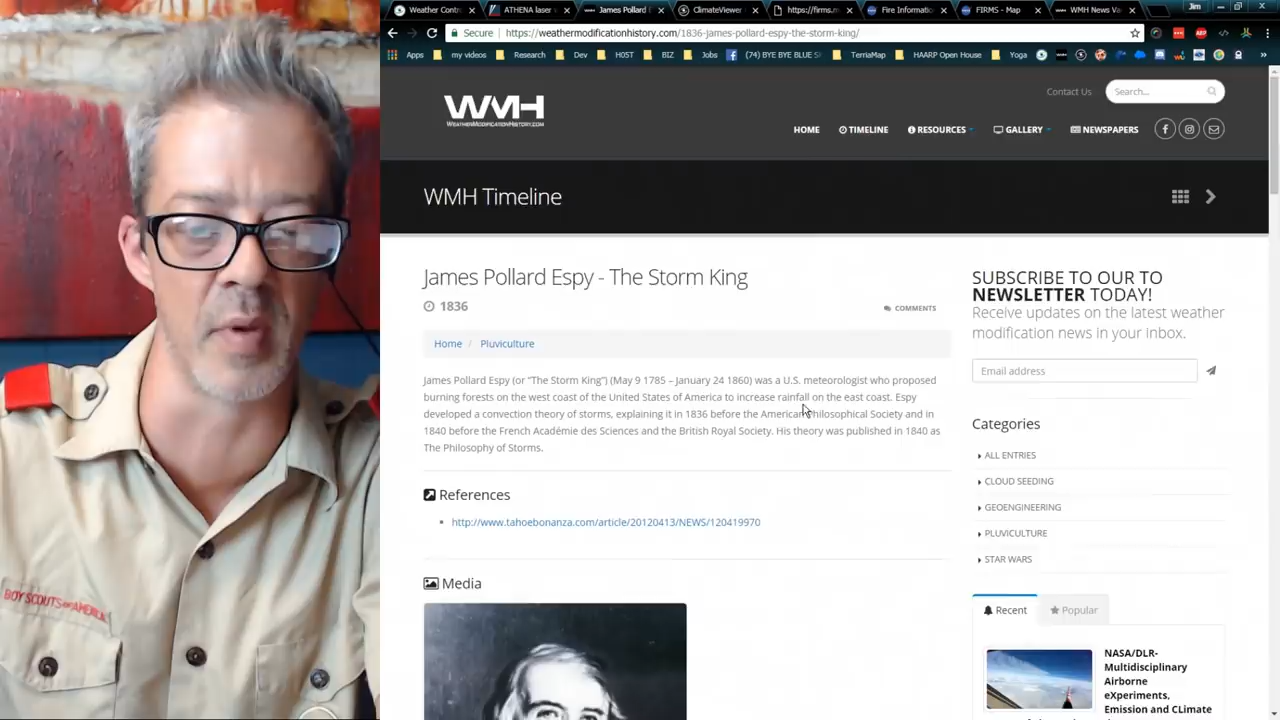 BOY SCOUTS OF AMERICA
Weather Contro
ATHENA laser
James Pollard
ClimateViewer
https://firms.m
Fire Informatio
FIRMS - Map
WMH News Va
Jim
Secure https://weathermodificationhistory.com/1836-james-pollard-espy-the-storm-king/
Apps my videos Research Dev H0ST BIZ Jobs (74) BYE BYE BLUE S TerriaMap HAARP Open House Yoga
WMH
WEATHERMODIFICATIONHISTORY.COM
Contact Us
Search...
HOME TIMELINE RESOURCES GALLERY NEWSPAPERS
WMH Timeline
James Pollard Espy - The Storm King
1836
COMMENTS
Home / Pluviculture
James Pollard Espy (or “The Storm King”) (May 9 1785 – January 24 1860) was a U.S. meteorologist who proposed
burning forests on the west coast of the United States of America to increase rainfall on the east coast. Espy
developed a convection theory of storms, explaining it in 1836 before the American Philosophical Society and in
1840 before the French Académie des Sciences and the British Royal Society. His theory was published in 1840 as
The Philosophy of Storms.
References
http://www.tahoebonanza.com/article/20120413/NEWS/120419970
Media
SUBSCRIBE TO OUR TO
NEWSLETTER TODAY!
Receive updates on the latest weather
modification news in your inbox.
Email address
Categories
ALL ENTRIES
CLOUD SEEDING
GEOENGINEERING
PLUVICULTURE
STAR WARS
Recent Popular
NASA/DLR-
Multidisciplinary
Airborne
eXperiments,
Emission and CLimate